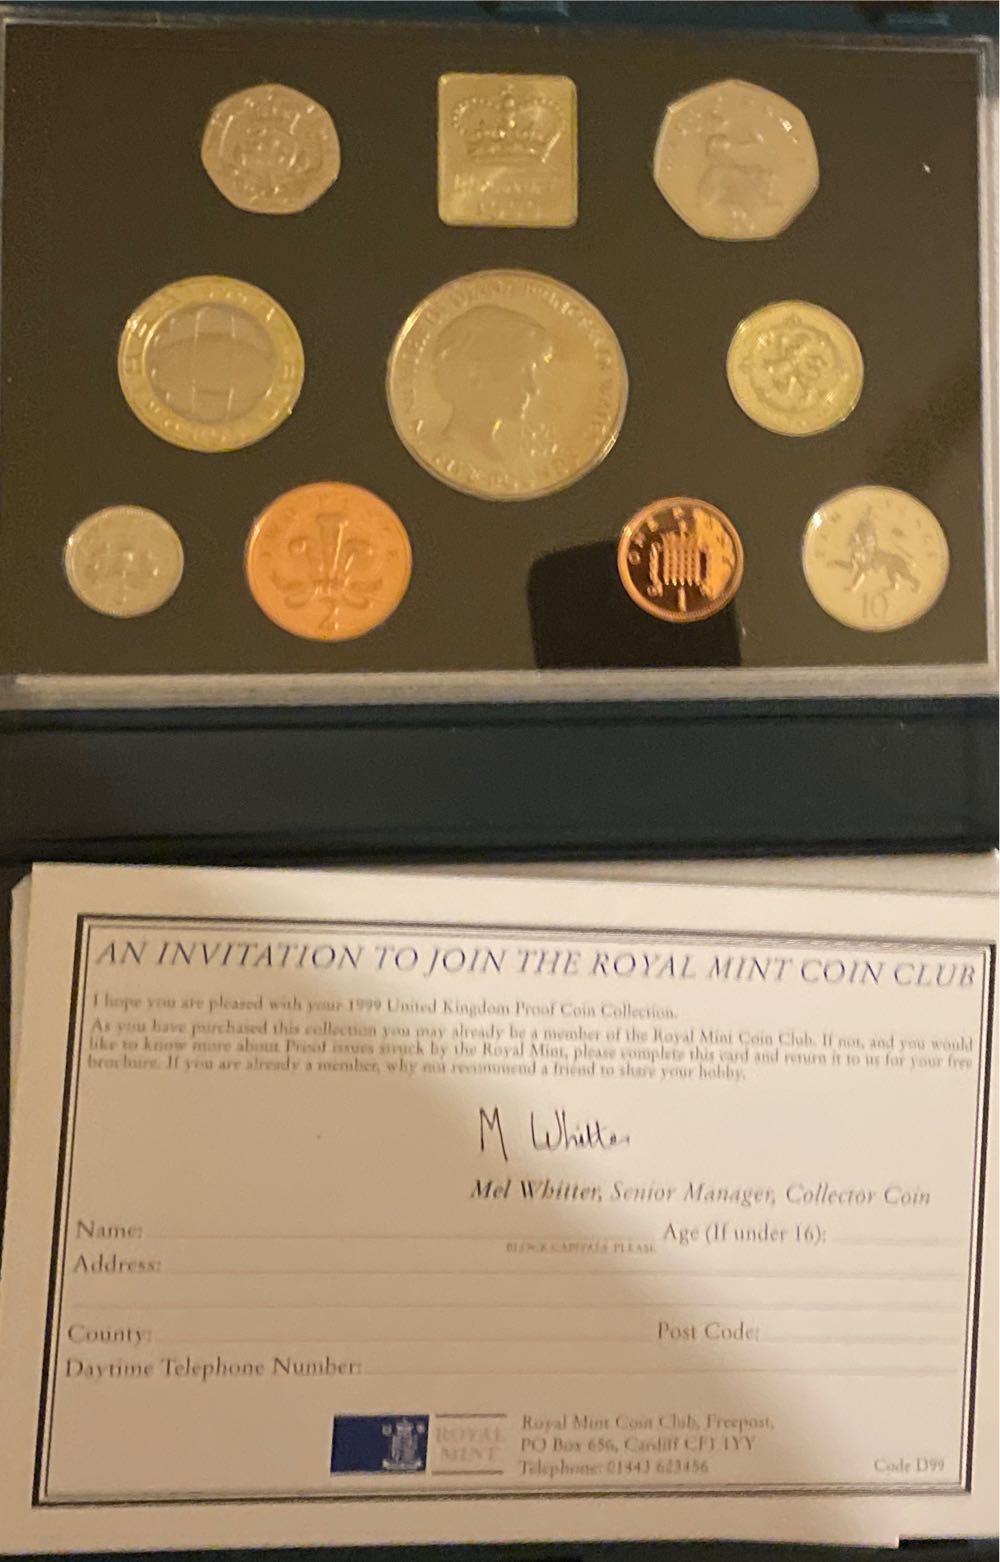 2
ONE
1
TEN PENCE
10
AN INVITATION TO JOIN THE ROYAL MINT COIN CLUB
I hope you are pleased with your 1999 United Kingdom Proof Coin Collection.
As you have purchased this collection you may already be a member of the Royal Mint Coin Club. If not, and you would
like to know more about Proof issues struck by the Royal Mint, please complete this card and return it to us for your free
brochure. If you are already a member, why not recommend a friend to share your hobby.
M Whitter
Mel Whitter, Senior Manager, Collector Coin
Name: Age (If under 16):
BLOCK CAPITALS PLEASE
Address:
County: Post Code:
Daytime Telephone Number:
ROYAL
MINT
Royal Mint Coin Club, Freepost,
PO Box 656, Cardiff CF1 1YY
Telephone: 01443 623456
Code D99